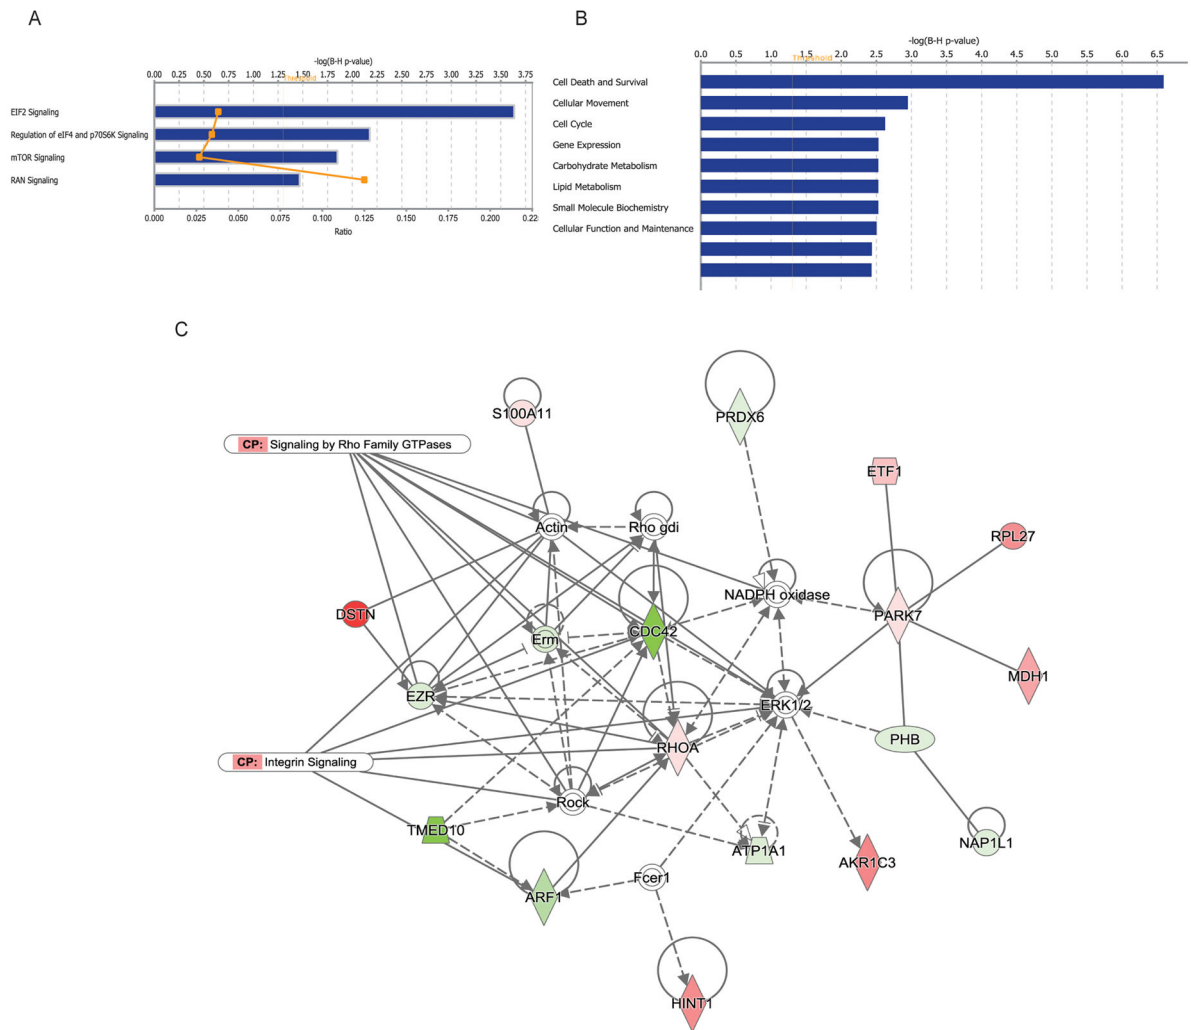 A
-log(B-H p-value)
0.00 0.25 0.50 0.75 1.00 1.25 1.50 1.75 2.00 2.25 2.50 2.75 3.00 3.25 3.50 3.75
Threshold
EIF2 Signaling
Regulation of eIF4 and p70S6K Signaling
mTOR Signaling
RAN Signaling
0.000 0.025 0.050 0.075 0.100 0.125 0.150 0.175 0.200 0.22
Ratio
B
-log(B-H p-value)
0.0 0.5 1.0 1.5 2.0 2.5 3.0 3.5 4.0 4.5 5.0 5.5 6.0 6.5
Threshold
Cell Death and Survival
Cellular Movement
Cell Cycle
Gene Expression
Carbohydrate Metabolism
Lipid Metabolism
Small Molecule Biochemistry
Cellular Function and Maintenance
C
S100A11
PRDX6
CP: Signaling by Rho Family GTPases
ETF1
Actin
Rho gdi
RPL27
NADPH oxidase
DSTN
PARK7
Erm
CDC42
MDH1
EZR
ERK1/2
PHB
RHOA
CP: Integrin Signaling
Rock
TMED10
NAP1L1
ATP1A1
AKR1C3
Fcer1
ARF1
HINT1